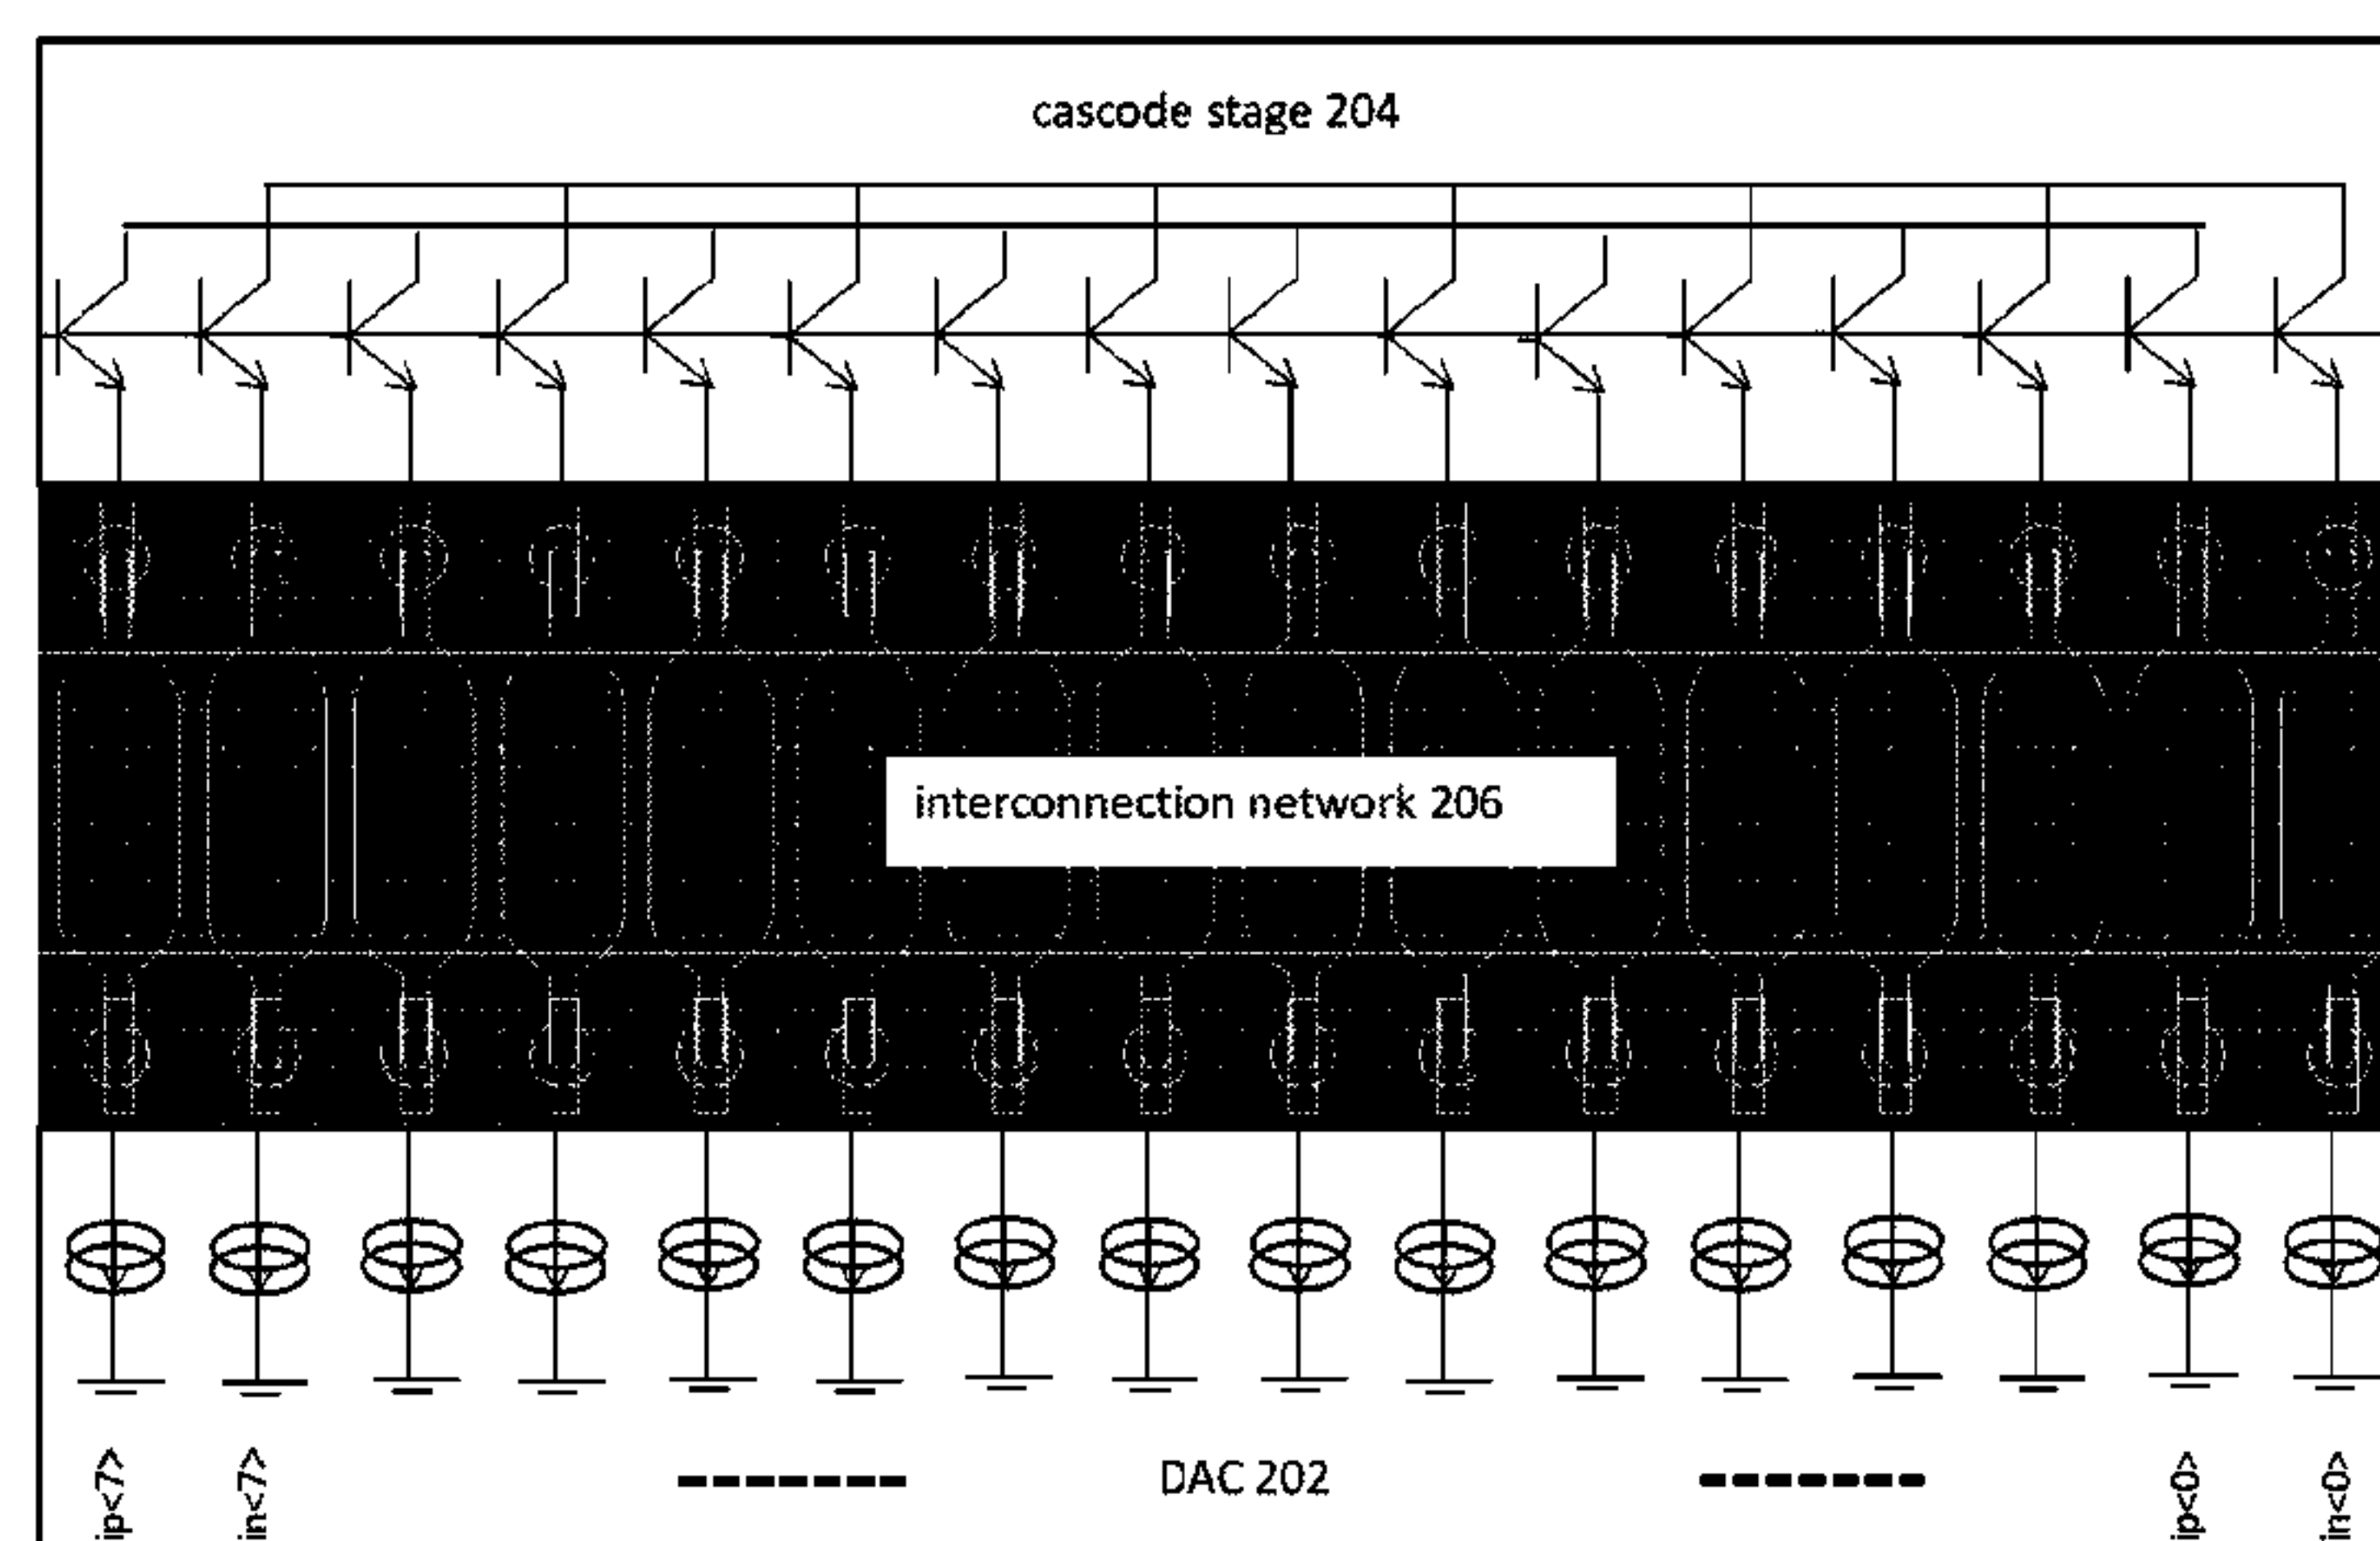 cascode stage 204
interconnection network 206
ip<7>
in<7>
DAC 202
ip<0>
in<0>